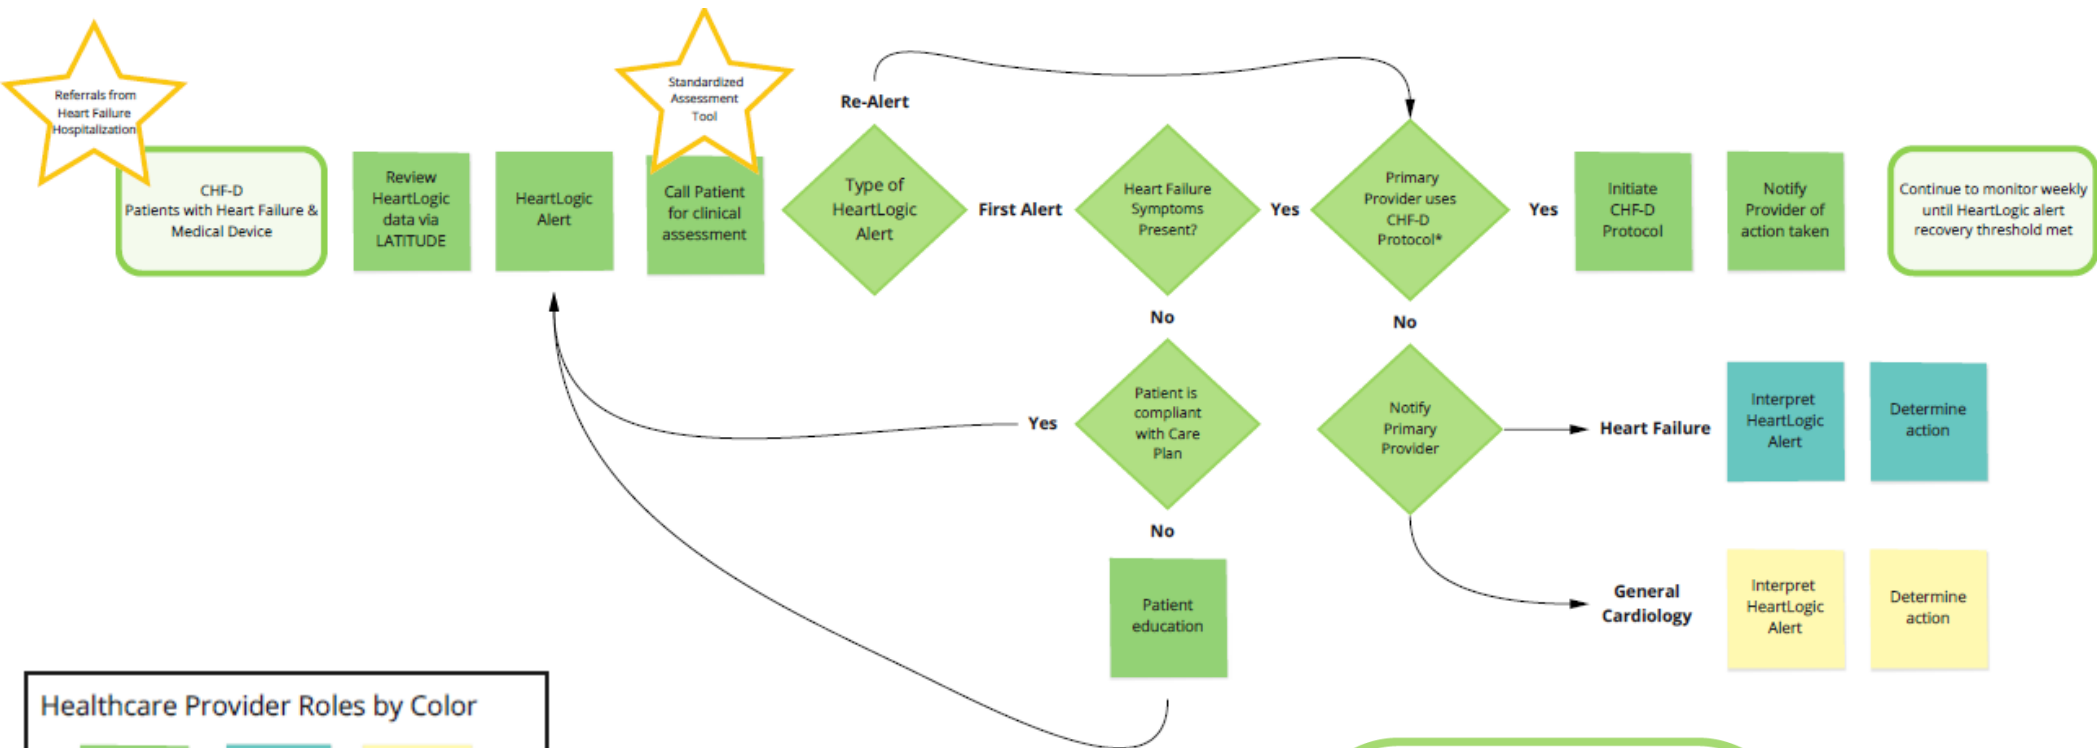 Referrals from
Heart Failure
Hospitalization
CHF-D
Patients with Heart Failure &
Medical Device
Review
HeartLogic
data via
LATITUDE
HeartLogic
Alert
Standardized
Assessment
Tool
Call Patient
for clinical
assessment
Re-Alert
Type of
HeartLogic
Alert
First Alert
Heart Failure
Symptoms
Present?
Yes
Primary
Provider uses
CHF-D
Protocol*
Yes
Initiate
CHF-D
Protocol
Notify
Provider of
action taken
Continue to monitor weekly
until HeartLogic alert
recovery threshold met
No
No
Yes
Patient is
compliant
with Care
Plan
Notify
Primary
Provider
Heart Failure
Interpret
HeartLogic
Alert
Determine
action
No
Patient
education
General
Cardiology
Interpret
HeartLogic
Alert
Determine
action
Healthcare Provider Roles by Color